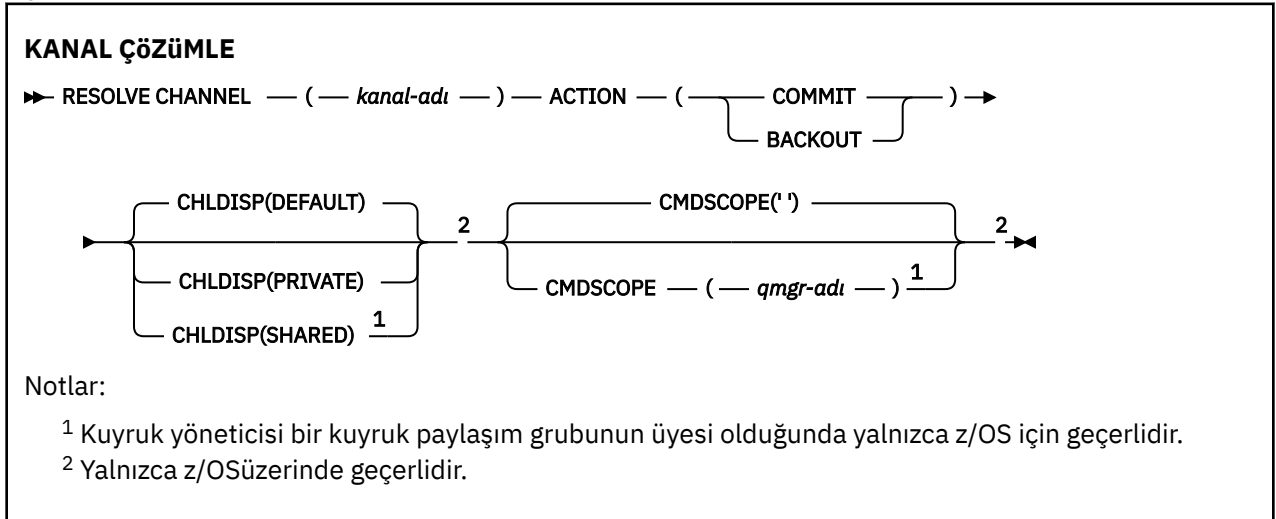 KANAL ÇöZüMLE
RESOLVE CHANNEL ( kanal-adı ) ACTION ( COMMIT )
BACKOUT
CHLDISP(DEFAULT) 2 CMDSCOPE(' ') 2
CHLDISP(PRIVATE) CMDSCOPE ( qmgr-adı ) 1
CHLDISP(SHARED) 1
Notlar:
1 Kuyruk yöneticisi bir kuyruk paylaşım grubunun üyesi olduğunda yalnızca z/OS için geçerlidir.
2 Yalnızca z/OSüzerinde geçerlidir.